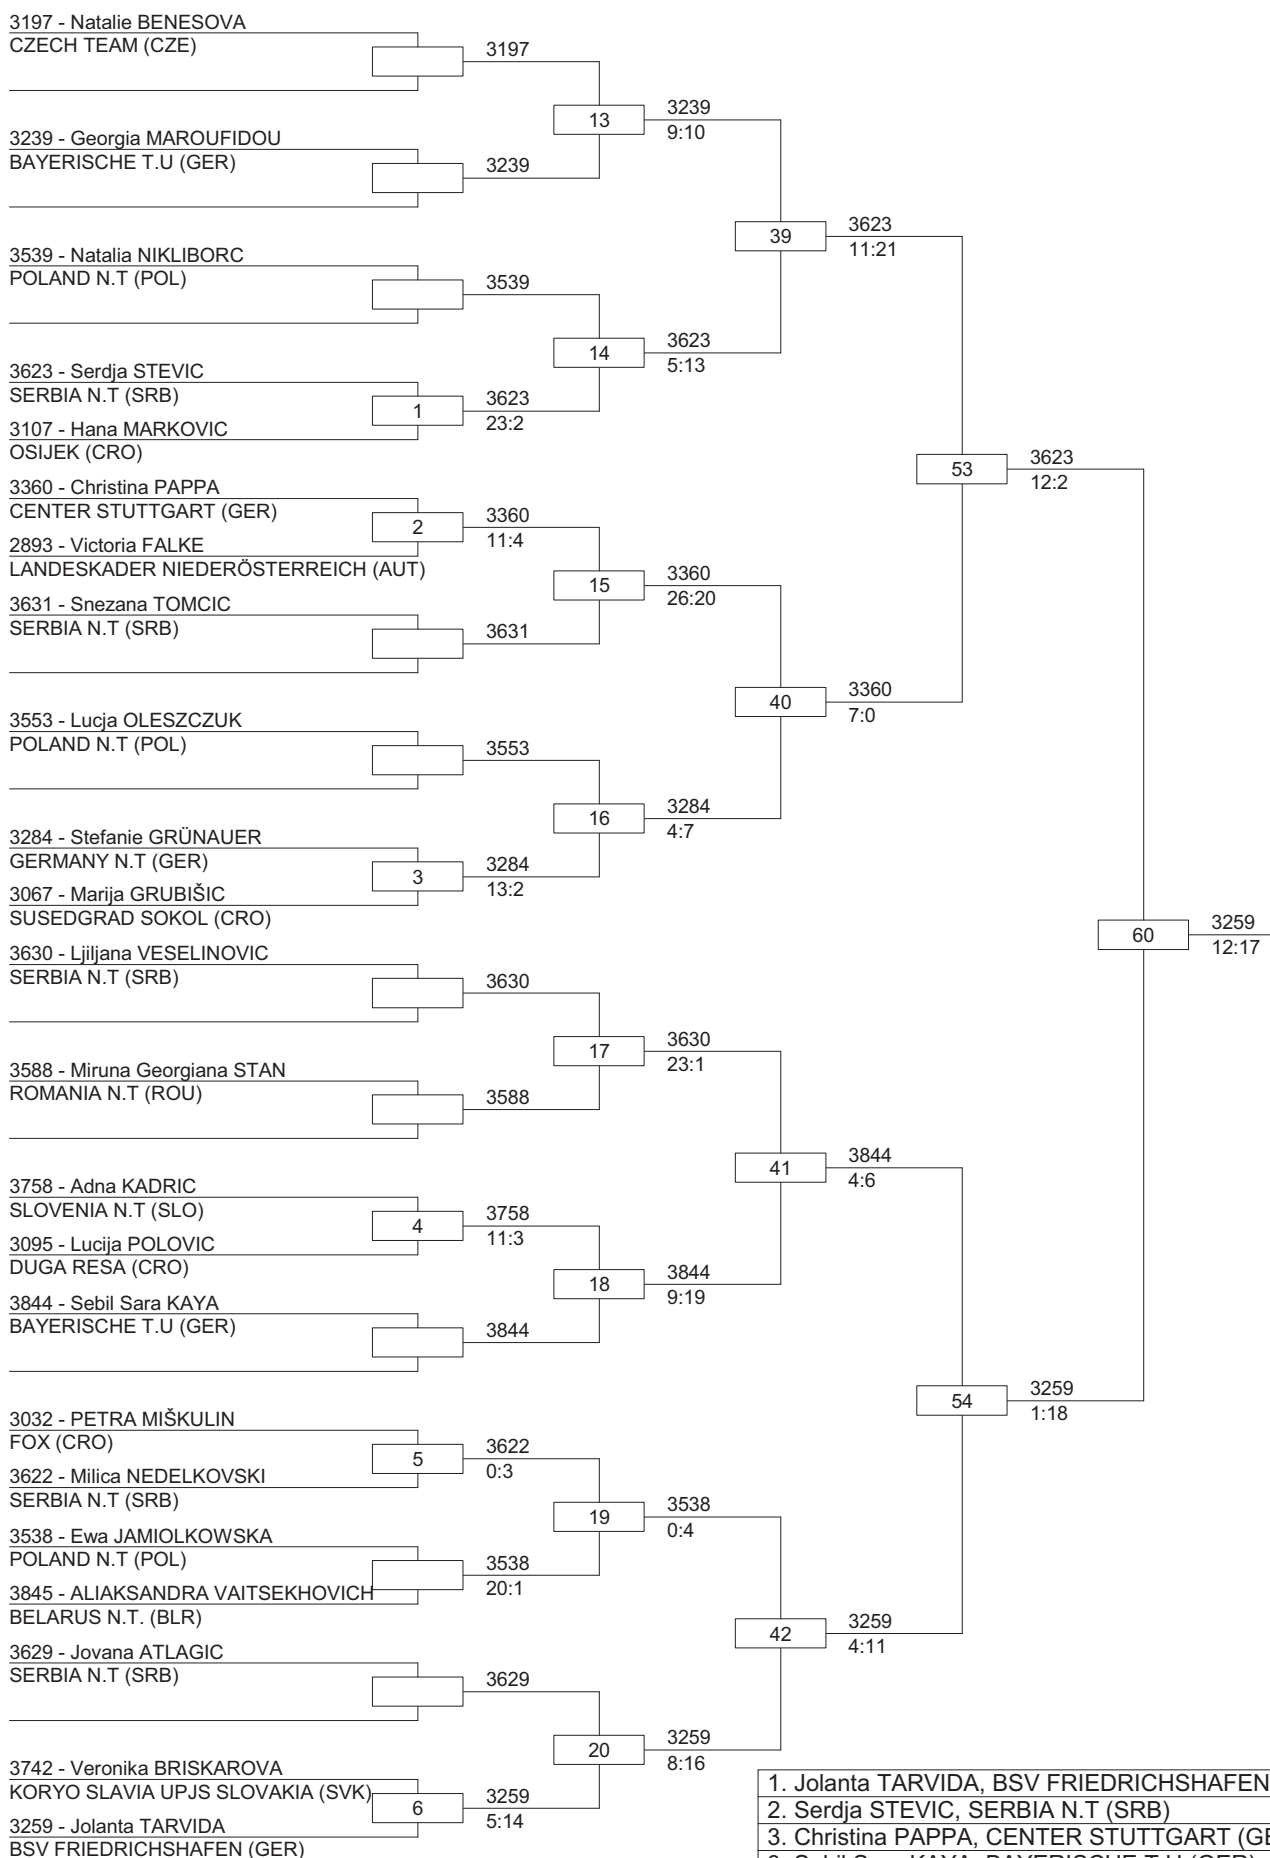 3197 - Natalie BENESOVA
CZECH TEAM (CZE)
3197
13
3239
9:10
3239 - Georgia MAROUFIDOU
BAYERISCHE T.U (GER)
3239
39
3623
11:21
3539 - Natalia NIKLIBORC
POLAND N.T (POL)
3539
14
3623
5:13
3623 - Serdja STEVIC
SERBIA N.T (SRB)
1
3623
23:2
3107 - Hana MARKOVIC
OSIJEK (CRO)
53
3623
12:2
3360 - Christina PAPPA
CENTER STUTTGART (GER)
2
3360
11:4
2893 - Victoria FALKE
LANDESKADER NIEDERÖSTERREICH (AUT)
15
3360
26:20
3631 - Snezana TOMCIC
SERBIA N.T (SRB)
3631
40
3360
7:0
3553 - Lucja OLESZCZUK
POLAND N.T (POL)
3553
16
3284
4:7
3284 - Stefanie GRÜNAUER
GERMANY N.T (GER)
3
3284
13:2
3067 - Marija GRUBIŠIC
SUSEDGRAD SOKOL (CRO)
60
3259
12:17
3630 - Ljiljana VESELINOVIC
SERBIA N.T (SRB)
3630
17
3630
23:1
3588 - Miruna Georgiana STAN
ROMANIA N.T (ROU)
3588
41
3844
4:6
3758 - Adna KADRIC
SLOVENIA N.T (SLO)
4
3758
11:3
3095 - Lucija POLOVIC
DUGA RESA (CRO)
18
3844
9:19
3844 - Sebil Sara KAYA
BAYERISCHE T.U (GER)
3844
54
3259
1:18
3032 - PETRA MIŠKULIN
FOX (CRO)
5
3622
0:3
3622 - Milica NEDELKOVSKI
SERBIA N.T (SRB)
19
3538
0:4
3538 - Ewa JAMIOLKOWSKA
POLAND N.T (POL)
3538
20:1
3845 - ALIAKSANDRA VAITSEKHOVICH
BELARUS N.T. (BLR)
42
3259
4:11
3629 - Jovana ATLAGIC
SERBIA N.T (SRB)
3629
20
3259
8:16
3742 - Veronika BRISKAROVA
KORYO SLAVIA UPJS SLOVAKIA (SVK)
6
3259
5:14
3259 - Jolanta TARVIDA
BSV FRIEDRICHSHAFEN (GER)
1. Jolanta TARVIDA, BSV FRIEDRICHSHAFEN
2. Serdja STEVIC, SERBIA N.T (SRB)
3. Christina PAPPA, CENTER STUTTGART (GE
3. Sebil Sara KAYA, BAYERISCHE T.U (GER)